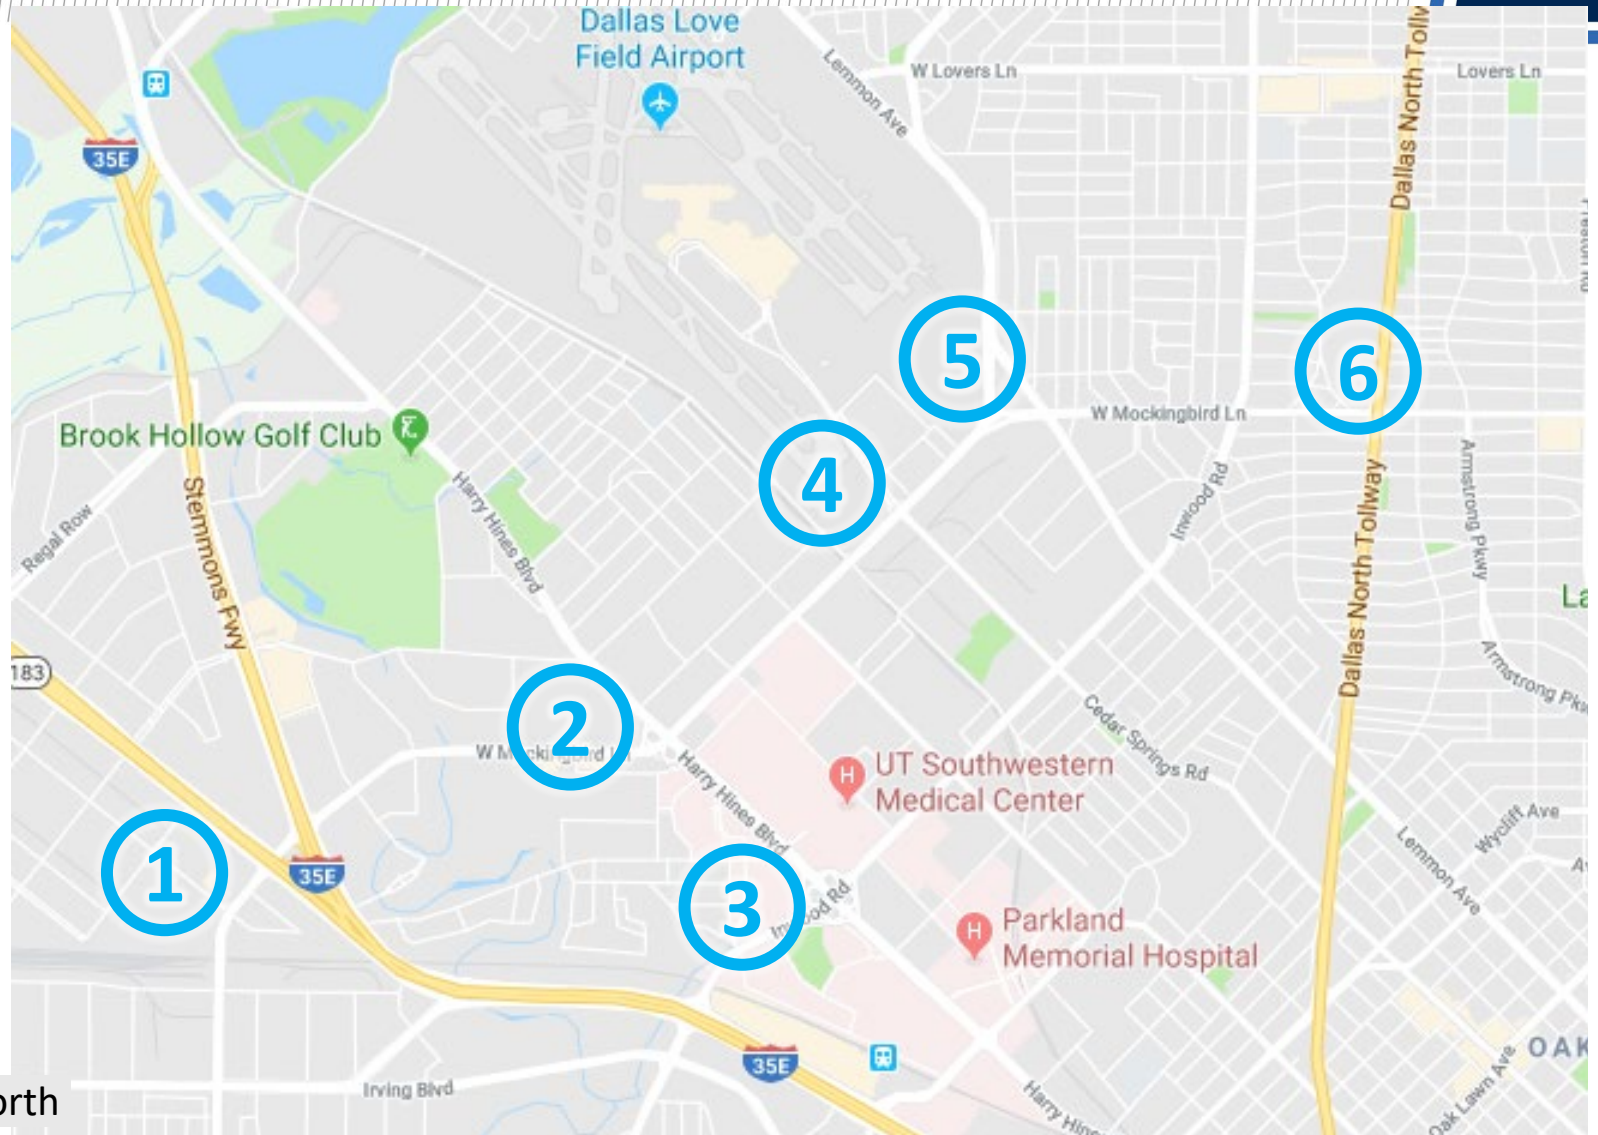 Dallas Love
Field Airport
Lemmon Ave
W Lovers Ln
Lovers Ln
Dallas North
35E
5
6
W Mockingbird Ln
Brook Hollow Golf Club
4
Harry Hines Blvd
Inwood Rd
Armstrong Pkwy
Regal Row
Stemmons Fwy
Dallas North Tollway
183
Armstrong
2
Cedar Springs Rd
UT Southwestern
Medical Center
Harry Hines Blvd
Wycliff Ave
Lemmon Ave
1
35E
3
Parkland
Memorial Hospital
35E
Irving Blvd
Oak Lawn Ave
Harry